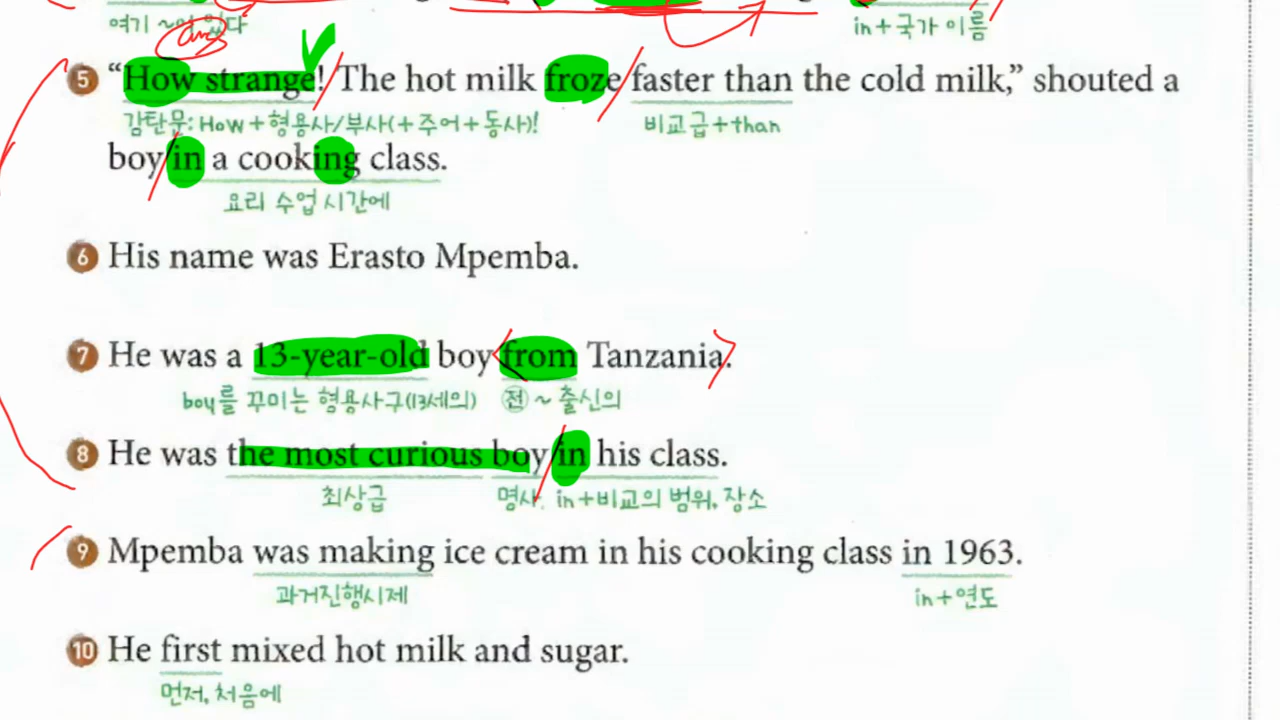 여기 ~이 있다
in+국가 이름
5 "How strange! The hot milk froze faster than the cold milk," shouted a
감탄문: How+형용사/부사(+주어+동사)!
비교급+than
boy in a cooking class.
요리 수업 시간에
6 His name was Erasto Mpemba.
7 He was a 13-year-old boy from Tanzania.
boy를 꾸미는 형용사구(13세의) 전 ~ 출신의
8 He was the most curious boy in his class.
최상급 명사 in+비교의 범위, 장소
9 Mpemba was making ice cream in his cooking class in 1963.
과거진행시제 in+연도
10 He first mixed hot milk and sugar.
먼저, 처음에